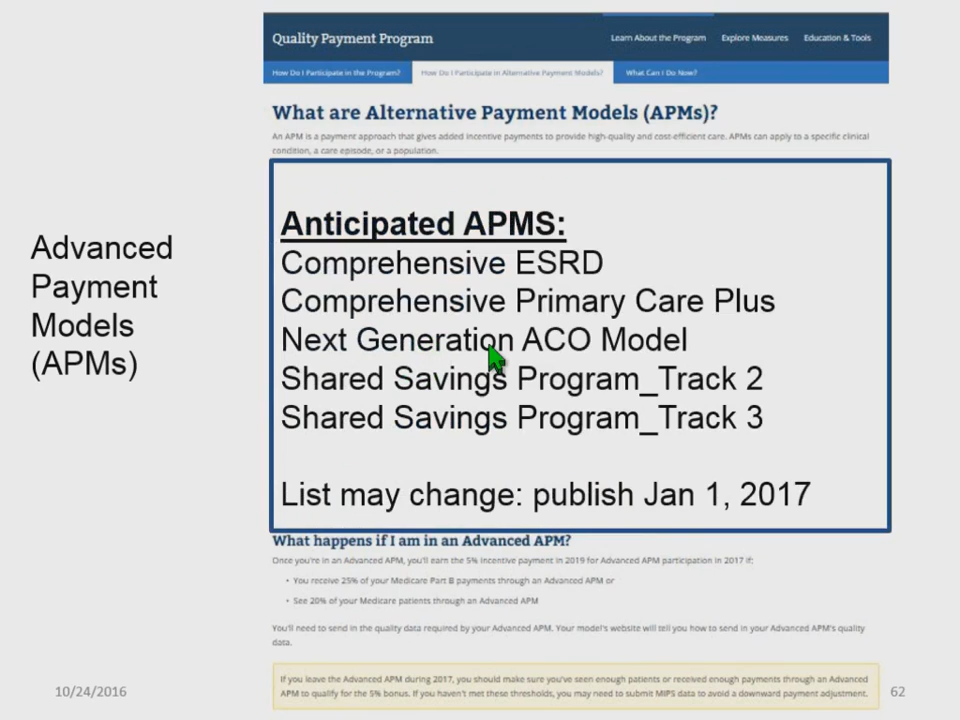 Quality Payment Program
Learn About the Program Explore Measures Education & Tools
How Do I Participate in the Program? How Do I Participate in Alternative Payment Models? What Can I Do Now?
What are Alternative Payment Models (APMs)?
An APM is a payment approach that gives added incentive payments to provide high-quality and cost-efficient care. APMs can apply to a specific clinical
condition, a care episode, or a population.
Advanced
Payment
Models
(APMs)
Anticipated APMS:
Comprehensive ESRD
Comprehensive Primary Care Plus
Next Generation ACO Model
Shared Savings Program_Track 2
Shared Savings Program_Track 3
List may change: publish Jan 1, 2017
What happens if I am in an Advanced APM?
Once you're in an Advanced APM, you'll earn the 5% incentive payment in 2019 for Advanced APM participation in 2017 if:
• You receive 25% of your Medicare Part B payments through an Advanced APM or
• See 20% of your Medicare patients through an Advanced APM
You'll need to send in the quality data required by your Advanced APM. Your model's website will tell you how to send in your Advanced APM's quality
data.
If you leave the Advanced APM during 2017, you should make sure you've seen enough patients or received enough payments through an Advanced
APM to qualify for the 5% bonus. If you haven't met these thresholds, you may need to submit MIPS data to avoid a downward payment adjustment.
10/24/2016
62